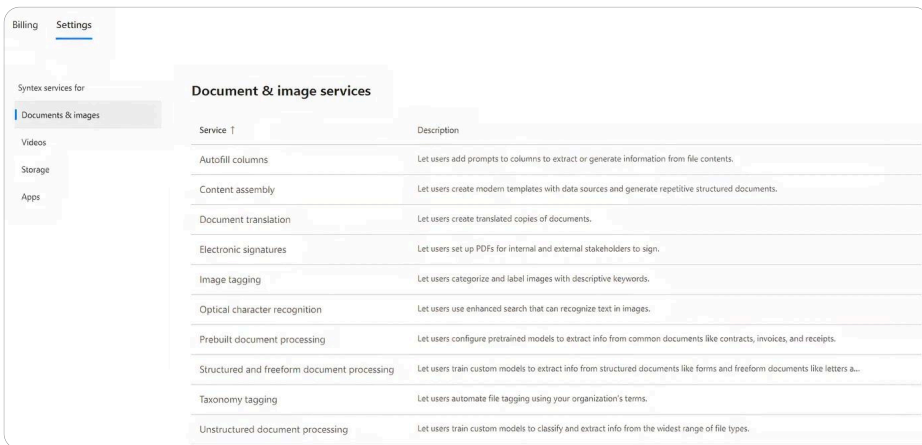 Billing Settings
Syntex services for
Documents & images
Videos
Storage
Apps
Document & image services
Service ↑ Description
Autofill columns Let users add prompts to columns to extract or generate information from file contents.
Content assembly Let users create modern templates with data sources and generate repetitive structured documents.
Document translation Let users create translated copies of documents.
Electronic signatures Let users set up PDFs for internal and external stakeholders to sign.
Image tagging Let users categorize and label images with descriptive keywords.
Optical character recognition Let users use enhanced search that can recognize text in images.
Prebuilt document processing Let users configure pretrained models to extract info from common documents like contracts, invoices, and receipts.
Structured and freeform document processing Let users train custom models to extract info from structured documents like forms and freeform documents like letters a...
Taxonomy tagging Let users automate file tagging using your organization's terms.
Unstructured document processing Let users train custom models to classify and extract info from the widest range of file types.